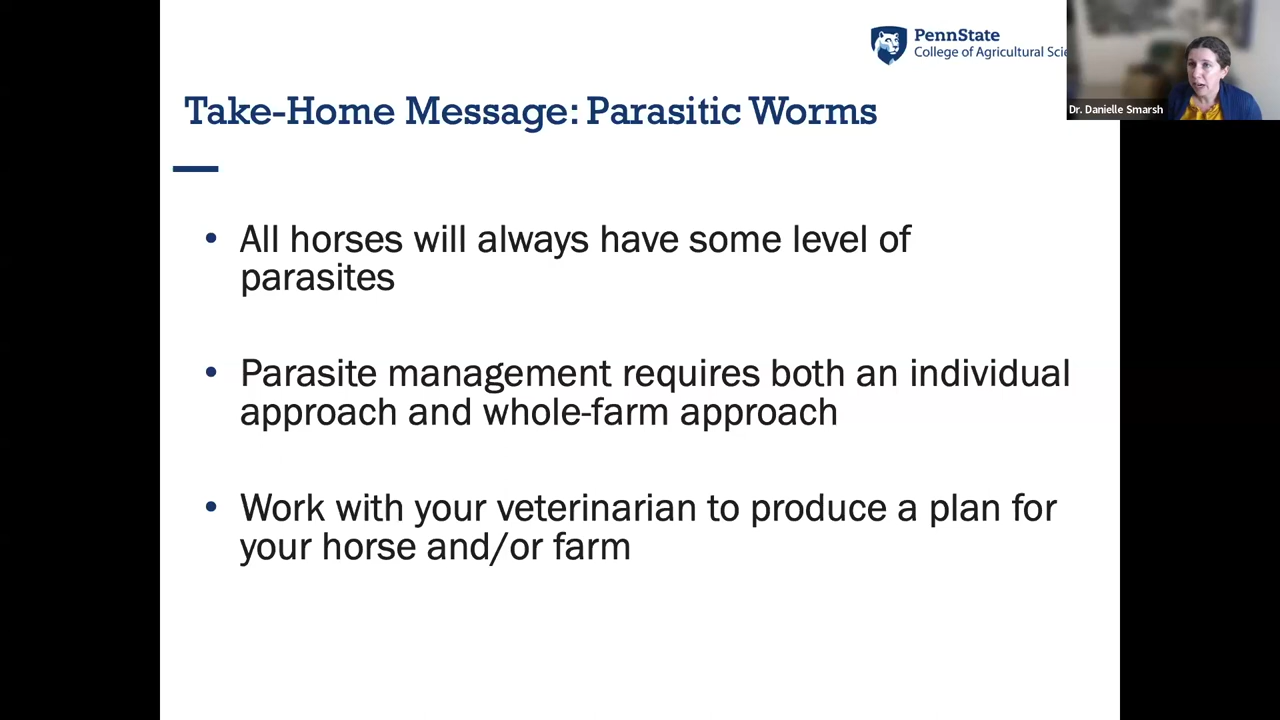 PennState
College of Agricultural Scie
Dr. Danielle Smarsh
Take-Home Message: Parasitic Worms
• All horses will always have some level of
parasites
• Parasite management requires both an individual
approach and whole-farm approach
• Work with your veterinarian to produce a plan for
your horse and/or farm